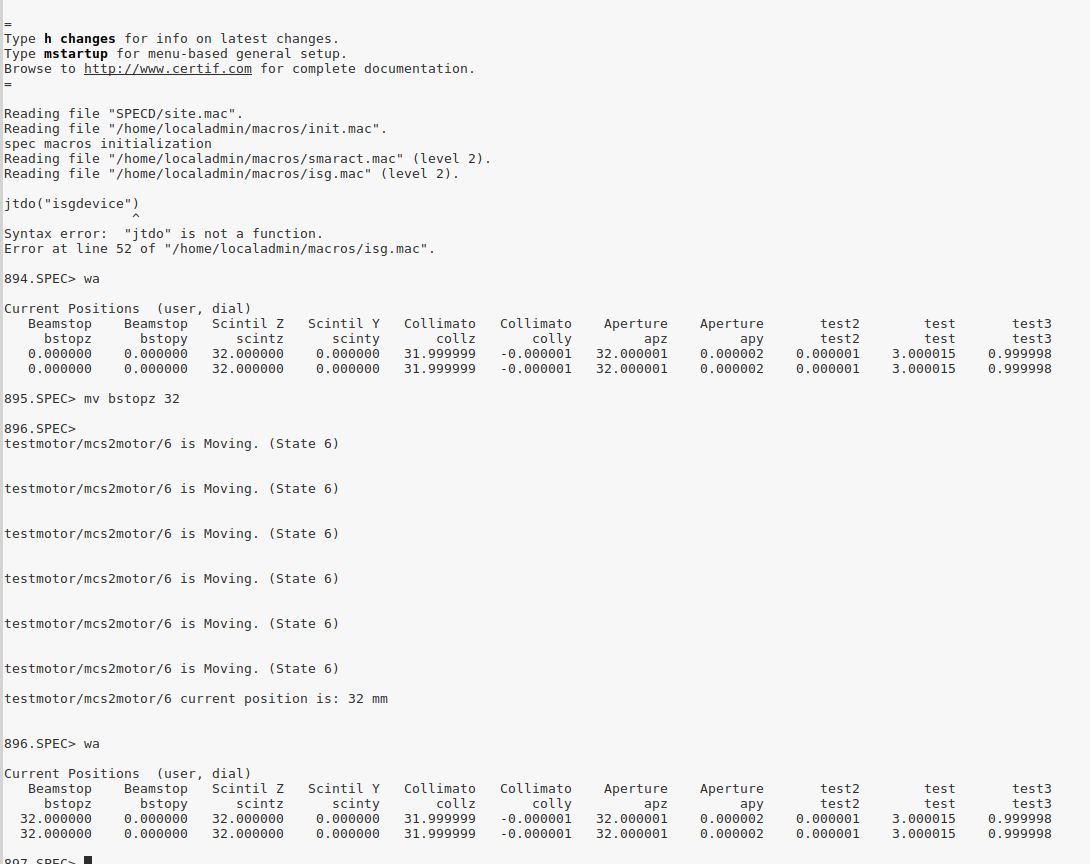 =
Type h changes for info on latest changes.
Type mstartup for menu-based general setup.
Browse to http://www.certif.com for complete documentation.
=
Reading file "SPECD/site.mac".
Reading file "/home/localadmin/macros/init.mac".
spec macros initialization
Reading file "/home/localadmin/macros/smaract.mac" (level 2).
Reading file "/home/localadmin/macros/isg.mac" (level 2).
jtdo("isgdevice")
^
Syntax error:  "jtdo" is not a function.
Error at line 52 of "/home/localadmin/macros/isg.mac".
894.SPEC> wa
Current Positions  (user, dial)
Beamstop Beamstop Scintil Z Scintil Y Collimato Collimato Aperture Aperture test2 test test3
bstopz bstopy scintz scinty collz colly apz apy test2 test test3
0.000000 0.000000 32.000000 0.000000 31.999999 -0.000001 32.000001 0.000002 0.000001 3.000015 0.999998
0.000000 0.000000 32.000000 0.000000 31.999999 -0.000001 32.000001 0.000002 0.000001 3.000015 0.999998
895.SPEC> mv bstopz 32
896.SPEC>
testmotor/mcs2motor/6 is Moving. (State 6)
testmotor/mcs2motor/6 is Moving. (State 6)
testmotor/mcs2motor/6 is Moving. (State 6)
testmotor/mcs2motor/6 is Moving. (State 6)
testmotor/mcs2motor/6 is Moving. (State 6)
testmotor/mcs2motor/6 is Moving. (State 6)
testmotor/mcs2motor/6 current position is: 32 mm
896.SPEC> wa
Current Positions  (user, dial)
Beamstop Beamstop Scintil Z Scintil Y Collimato Collimato Aperture Aperture test2 test test3
bstopz bstopy scintz scinty collz colly apz apy test2 test test3
32.000000 0.000000 32.000000 0.000000 31.999999 -0.000001 32.000001 0.000002 0.000001 3.000015 0.999998
32.000000 0.000000 32.000000 0.000000 31.999999 -0.000001 32.000001 0.000002 0.000001 3.000015 0.999998
897.SPEC>